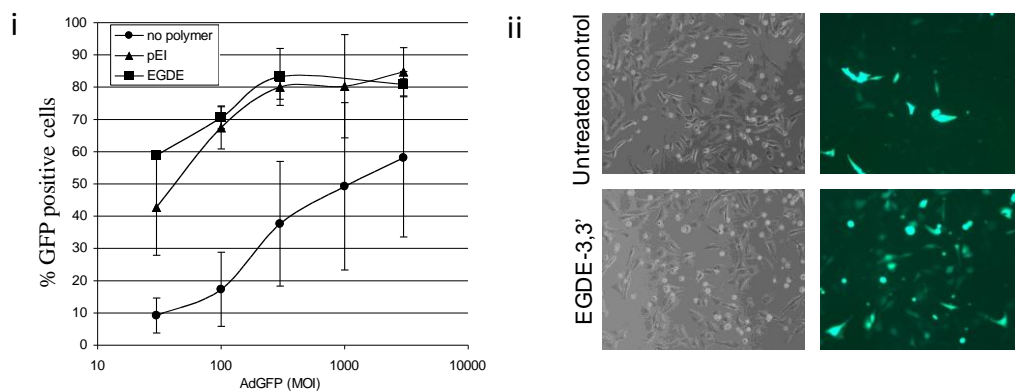 i
100
90
80
70
60
50
40
30
20
10
0
% GFP positive cells
no polymer
pEI
EGDE
10
100
1000
10000
AdGFP (MOI)
ii
Untreated control
EGDE-3,3'